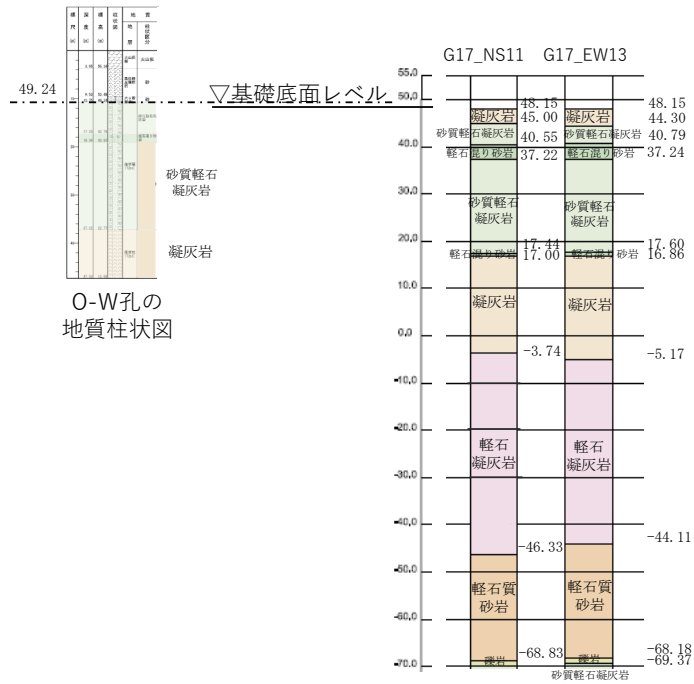 49.24
▽基礎底面レベル
砂質軽石
凝灰岩
凝灰岩
O-W孔の
地質柱状図
G17_NS11 G17_EW13
55.0
50.0
40.0
30.0
20.0
10.0
0.0
-10.0
-20.0
-30.0
-40.0
-50.0
-60.0
-70.0
凝灰岩
砂質軽石凝灰岩
軽石混り砂岩
砂質軽石
凝灰岩
軽石混り砂岩
凝灰岩
軽石
凝灰岩
軽石質
砂岩
礫岩
48.15
45.00
40.55
37.22
17.44
17.00
-3.74
-46.33
-68.83
凝灰岩
砂質軽石凝灰岩
軽石混り砂岩
砂質軽石
凝灰岩
軽石混り砂岩
凝灰岩
軽石
凝灰岩
軽石質
砂岩
礫岩
砂質軽石凝灰岩
48.15
44.30
40.79
37.24
17.60
16.86
-5.17
-44.11
-68.18
-69.37